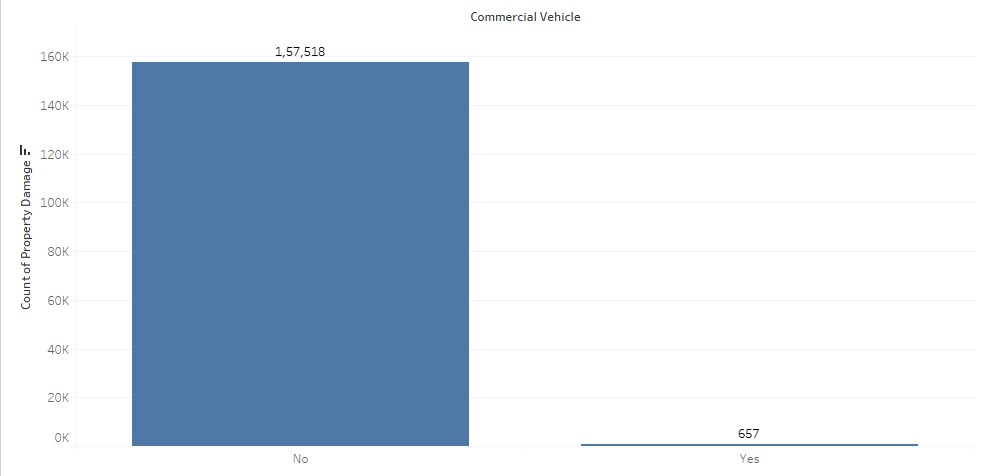 Commercial Vehicle
Count of Property Damage
160K
140K
120K
100K
80K
60K
40K
20K
0K
1,57,518
657
No
Yes